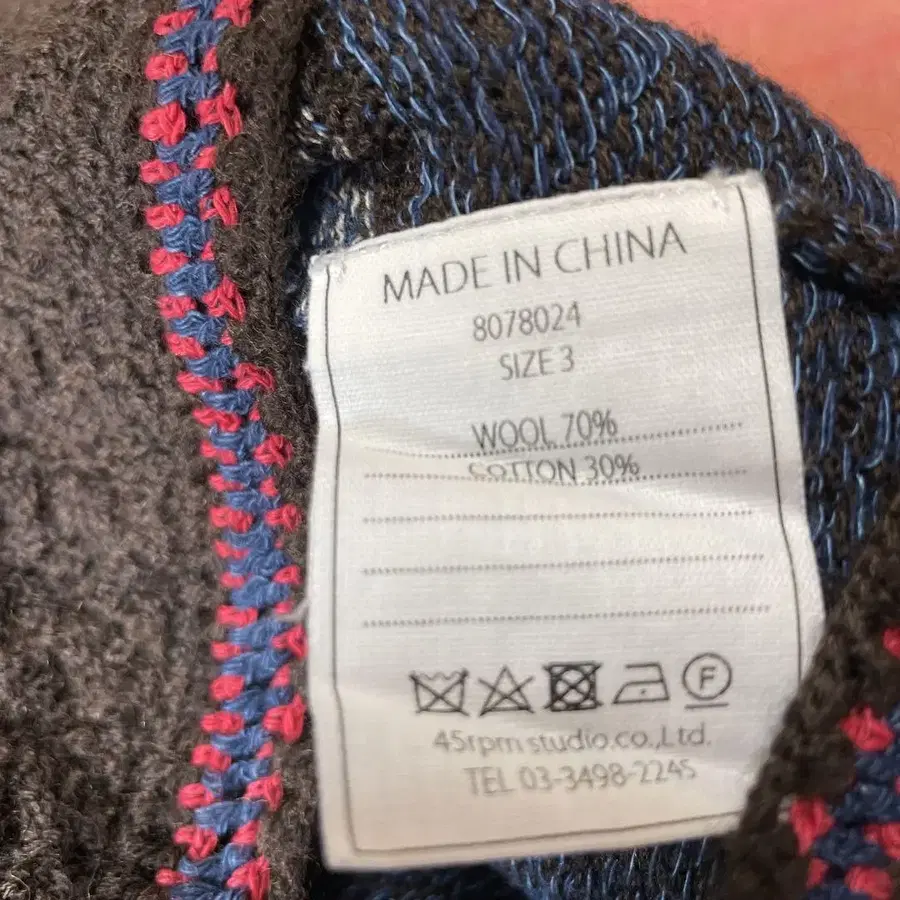 MADE IN CHINA
8078024
SIZE 3
WOOL 70%
COTTON 30%
F
45rpm studio.co.,Ltd.
TEL 03-3498-2245